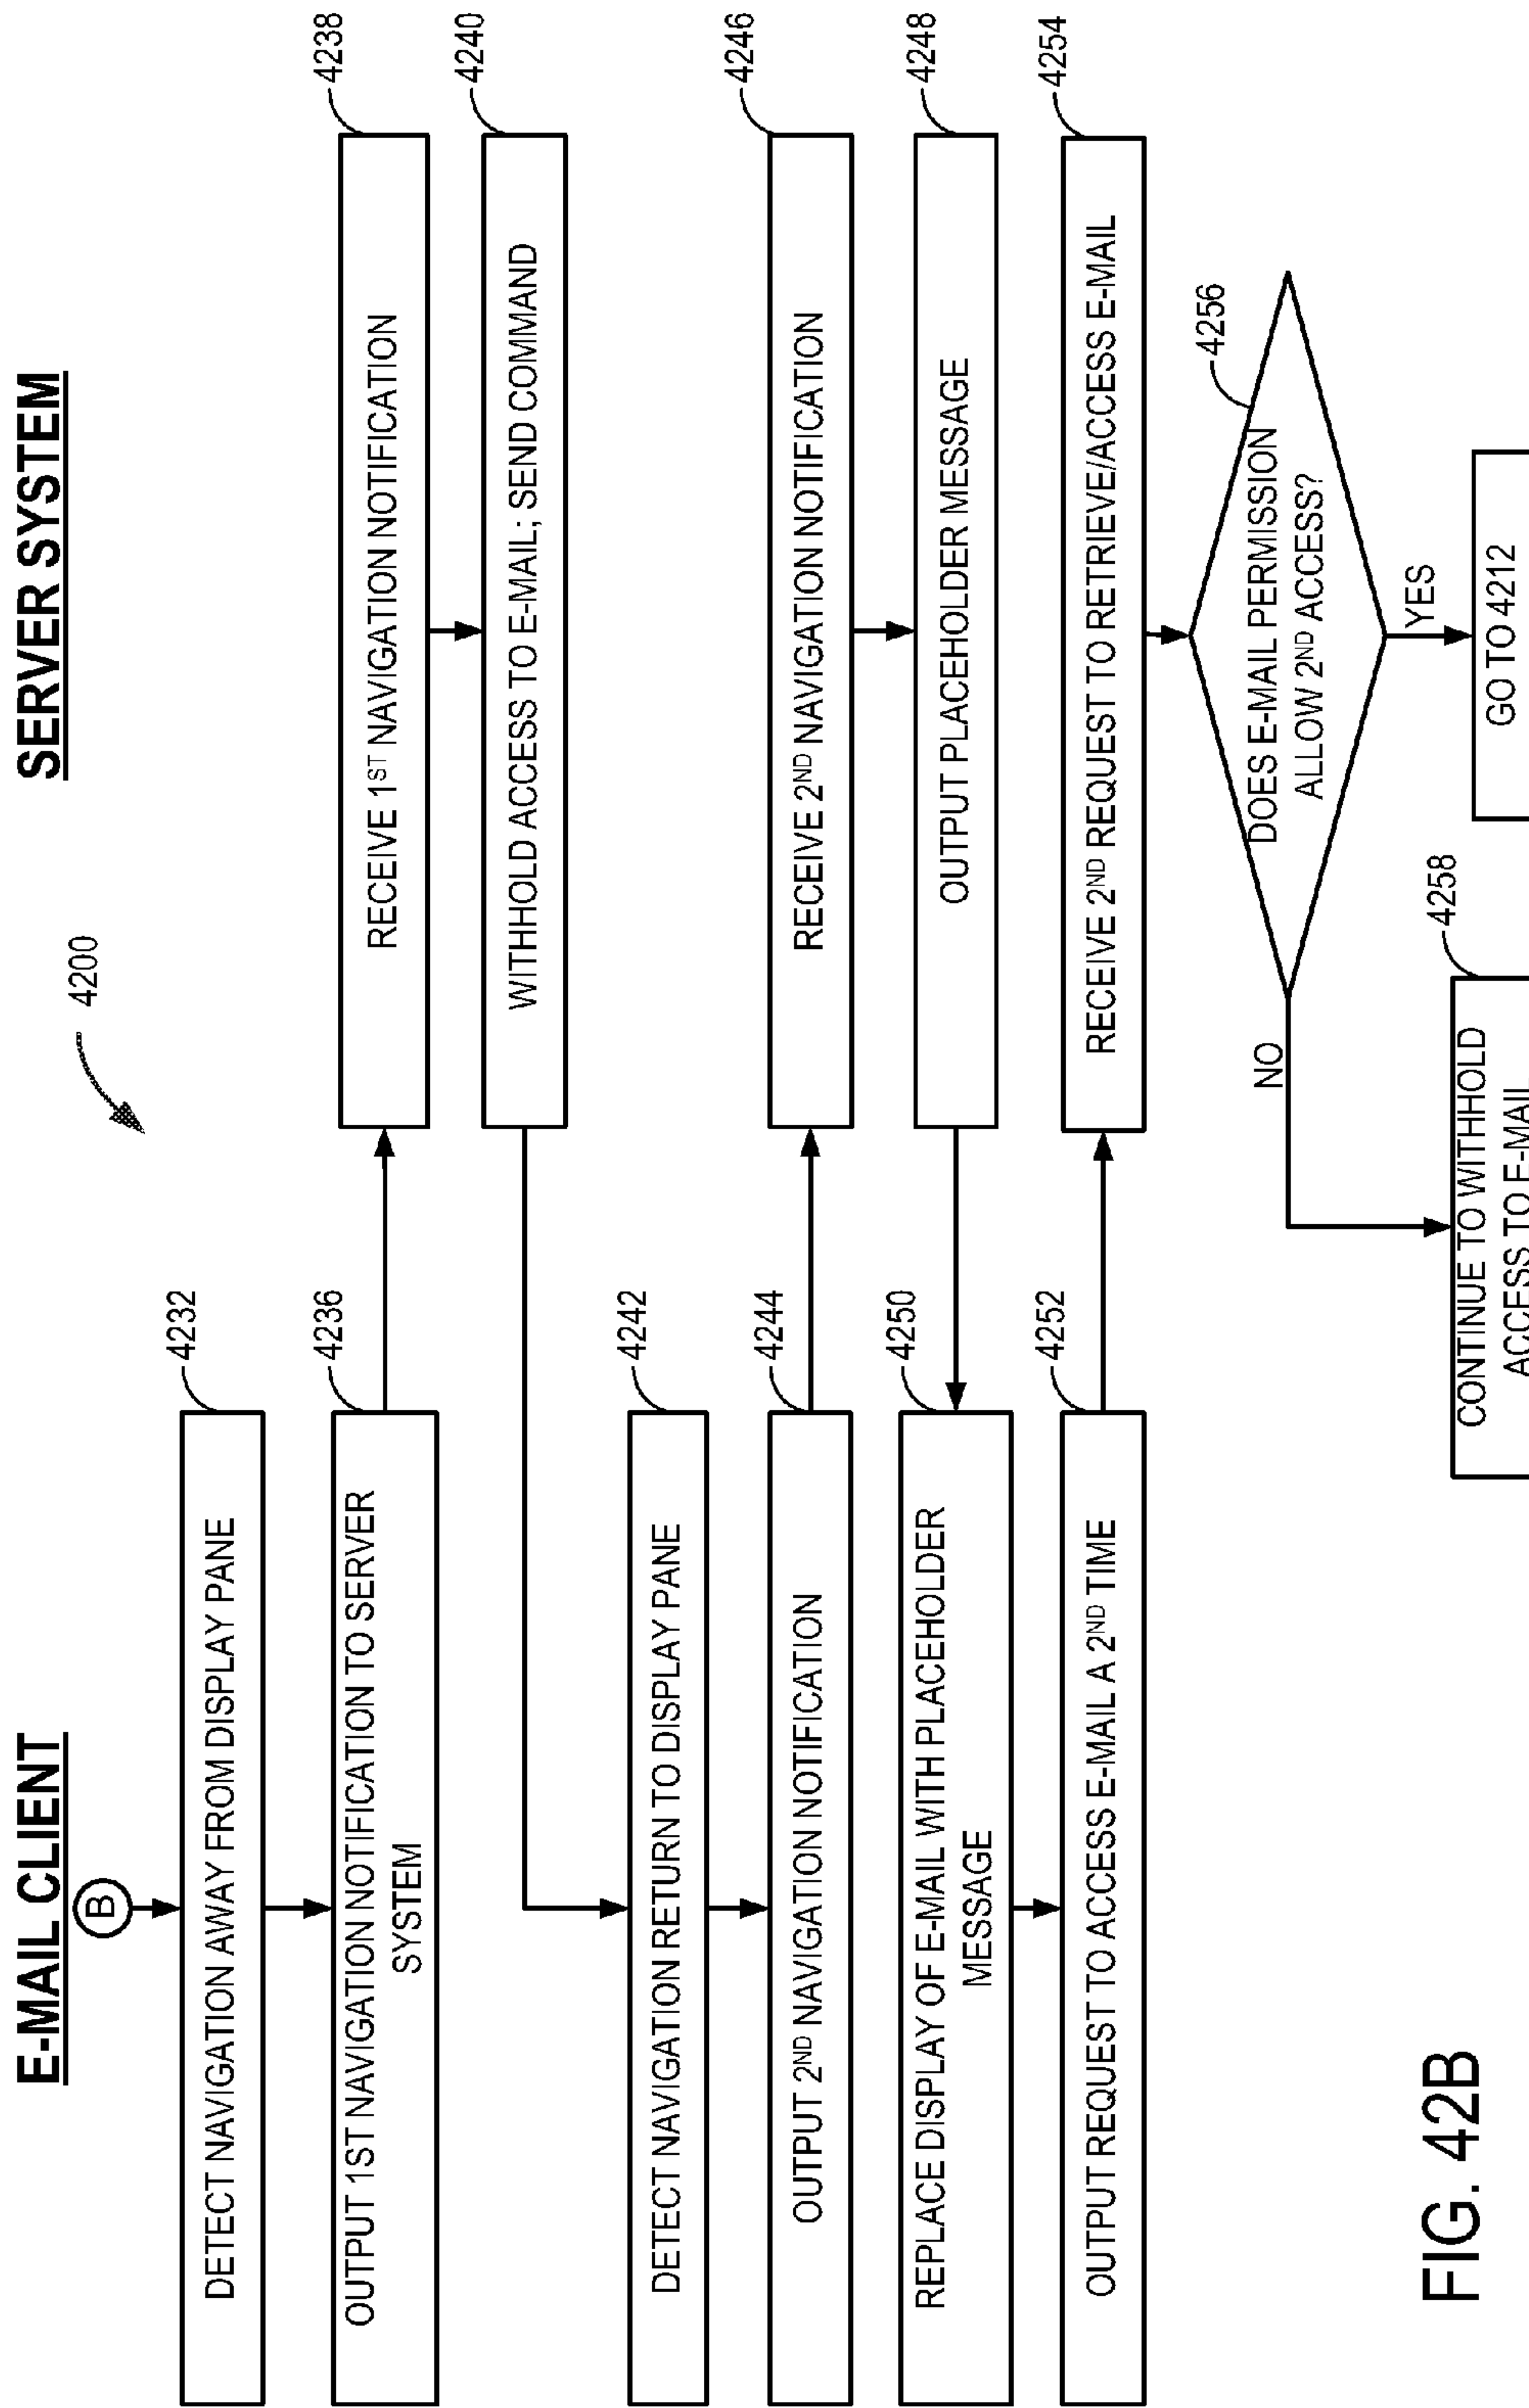 E-MAIL CLIENT
SERVER SYSTEM
4200
B
4232
DETECT NAVIGATION AWAY FROM DISPLAY PANE
4236
OUTPUT 1ST NAVIGATION NOTIFICATION TO SERVER
SYSTEM
4238
RECEIVE 1ST NAVIGATION NOTIFICATION
4240
WITHHOLD ACCESS TO E-MAIL; SEND COMMAND
4242
DETECT NAVIGATION RETURN TO DISPLAY PANE
4244
OUTPUT 2ND NAVIGATION NOTIFICATION
4246
RECEIVE 2ND NAVIGATION NOTIFICATION
4248
OUTPUT PLACEHOLDER MESSAGE
4250
REPLACE DISPLAY OF E-MAIL WITH PLACEHOLDER
MESSAGE
4252
OUTPUT REQUEST TO ACCESS E-MAIL A 2ND TIME
4254
RECEIVE 2ND REQUEST TO RETRIEVE/ACCESS E-MAIL
4256
DOES E-MAIL PERMISSION
ALLOW 2ND ACCESS?
NO
YES
4258
CONTINUE TO WITHHOLD
ACCESS TO E-MAIL
GO TO 4212
FIG. 42B